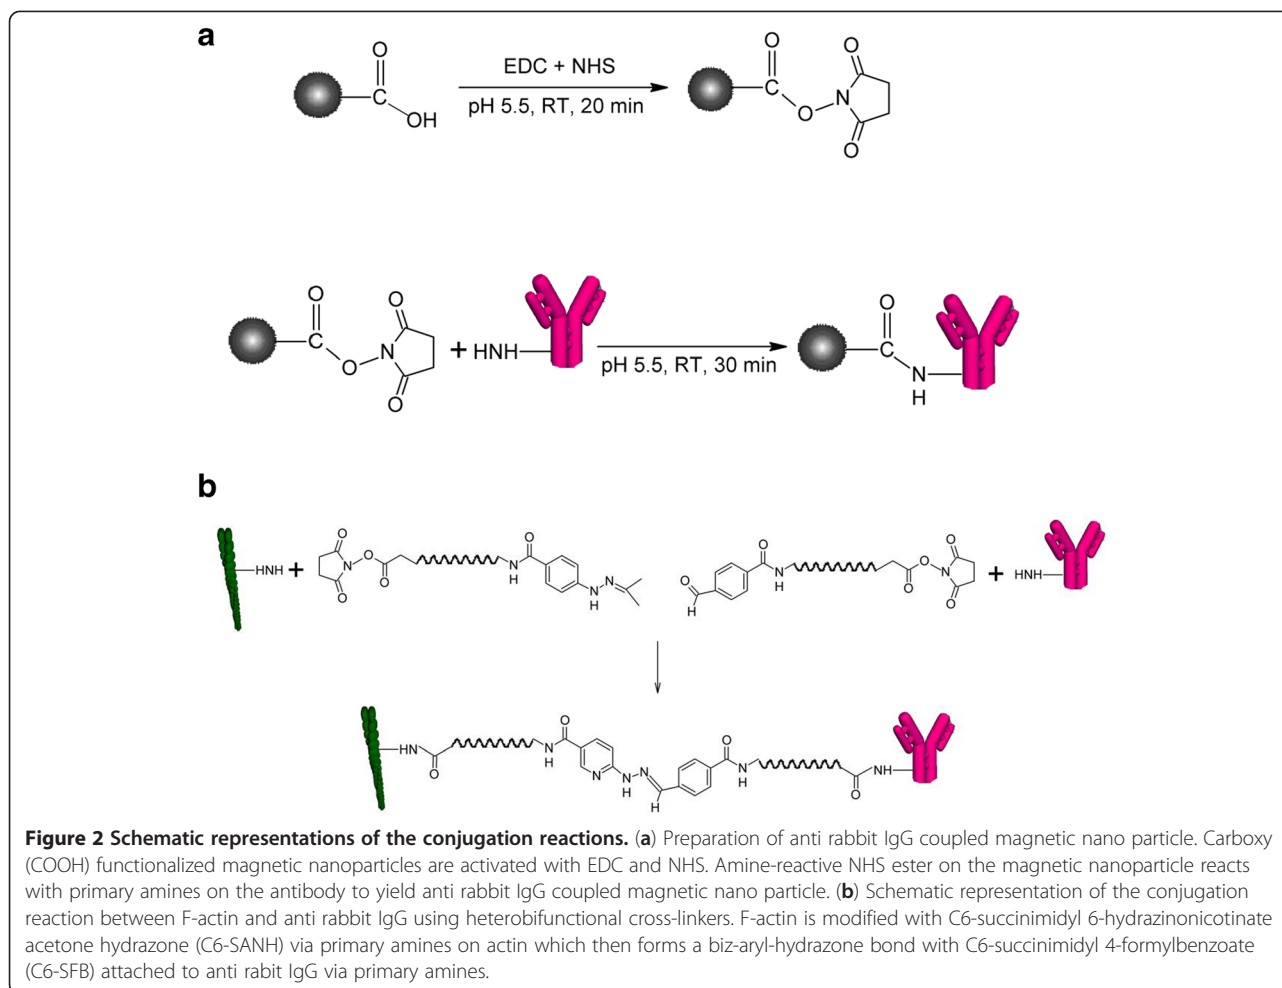 a
EDC + NHS
pH 5.5, RT, 20 min
O
C
OH
O
C
O
N
O
O
O
C
O
N
O
O
+
HNH
pH 5.5, RT, 30 min
O
C
N
H
b
HNH
+
O
N
O
O
O
O
N
H
N
H
N
O
H
O
N
H
O
O
N
O
O
+
HNH
HN
O
N
H
O
N
N
H
N
H
O
N
H
O
NH
Figure 2 Schematic representations of the conjugation reactions. (a) Preparation of anti rabbit IgG coupled magnetic nano particle. Carboxy
(COOH) functionalized magnetic nanoparticles are activated with EDC and NHS. Amine-reactive NHS ester on the magnetic nanoparticle reacts
with primary amines on the antibody to yield anti rabbit IgG coupled magnetic nano particle. (b) Schematic representation of the conjugation
reaction between F-actin and anti rabbit IgG using heterobifunctional cross-linkers. F-actin is modified with C6-succinimidyl 6-hydrazinonicotinate
acetone hydrazone (C6-SANH) via primary amines on actin which then forms a biz-aryl-hydrazone bond with C6-succinimidyl 4-formylbenzoate
(C6-SFB) attached to anti rabit IgG via primary amines.